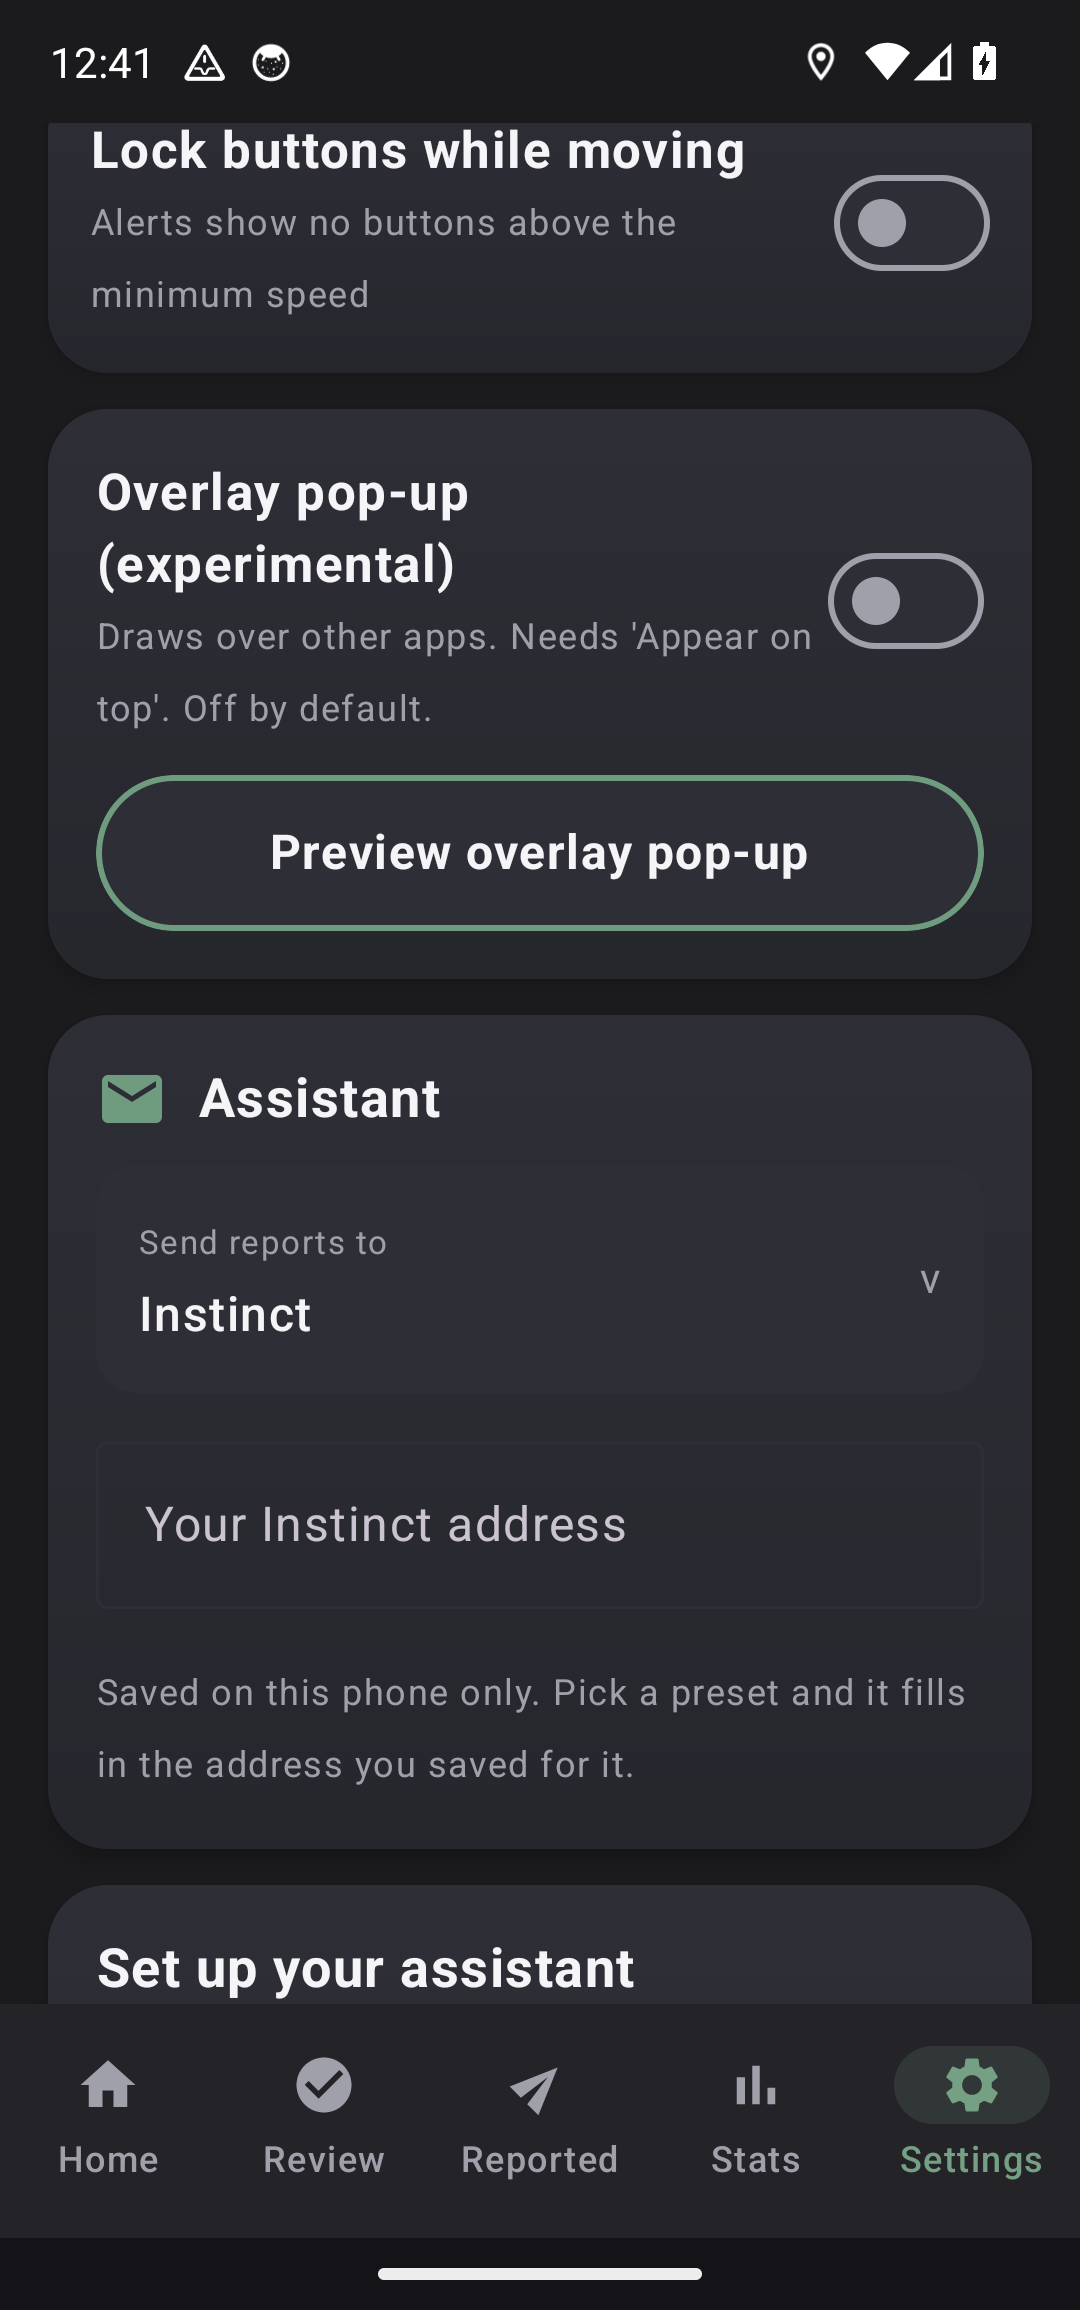 12:41
Lock buttons while moving
Alerts show no buttons above the
minimum speed
Overlay pop-up
(experimental)
Draws over other apps. Needs 'Appear on
top'. Off by default.
Preview overlay pop-up
Assistant
Send reports to
Instinct
v
Your Instinct address
Saved on this phone only. Pick a preset and it fills
in the address you saved for it.
Set up your assistant
Home
Review
Reported
Stats
Settings